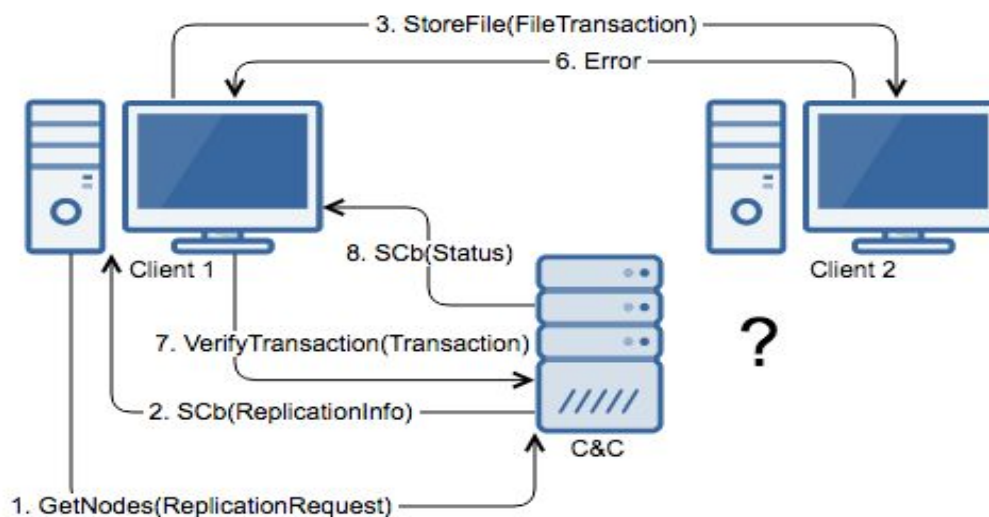 3. StoreFile(FileTransaction)
6. Error
Client 1
Client 2
8. SCb(Status)
?
7. VerifyTransaction(Transaction)
2. SCb(ReplicationInfo)
C&C
1. GetNodes(ReplicationRequest)